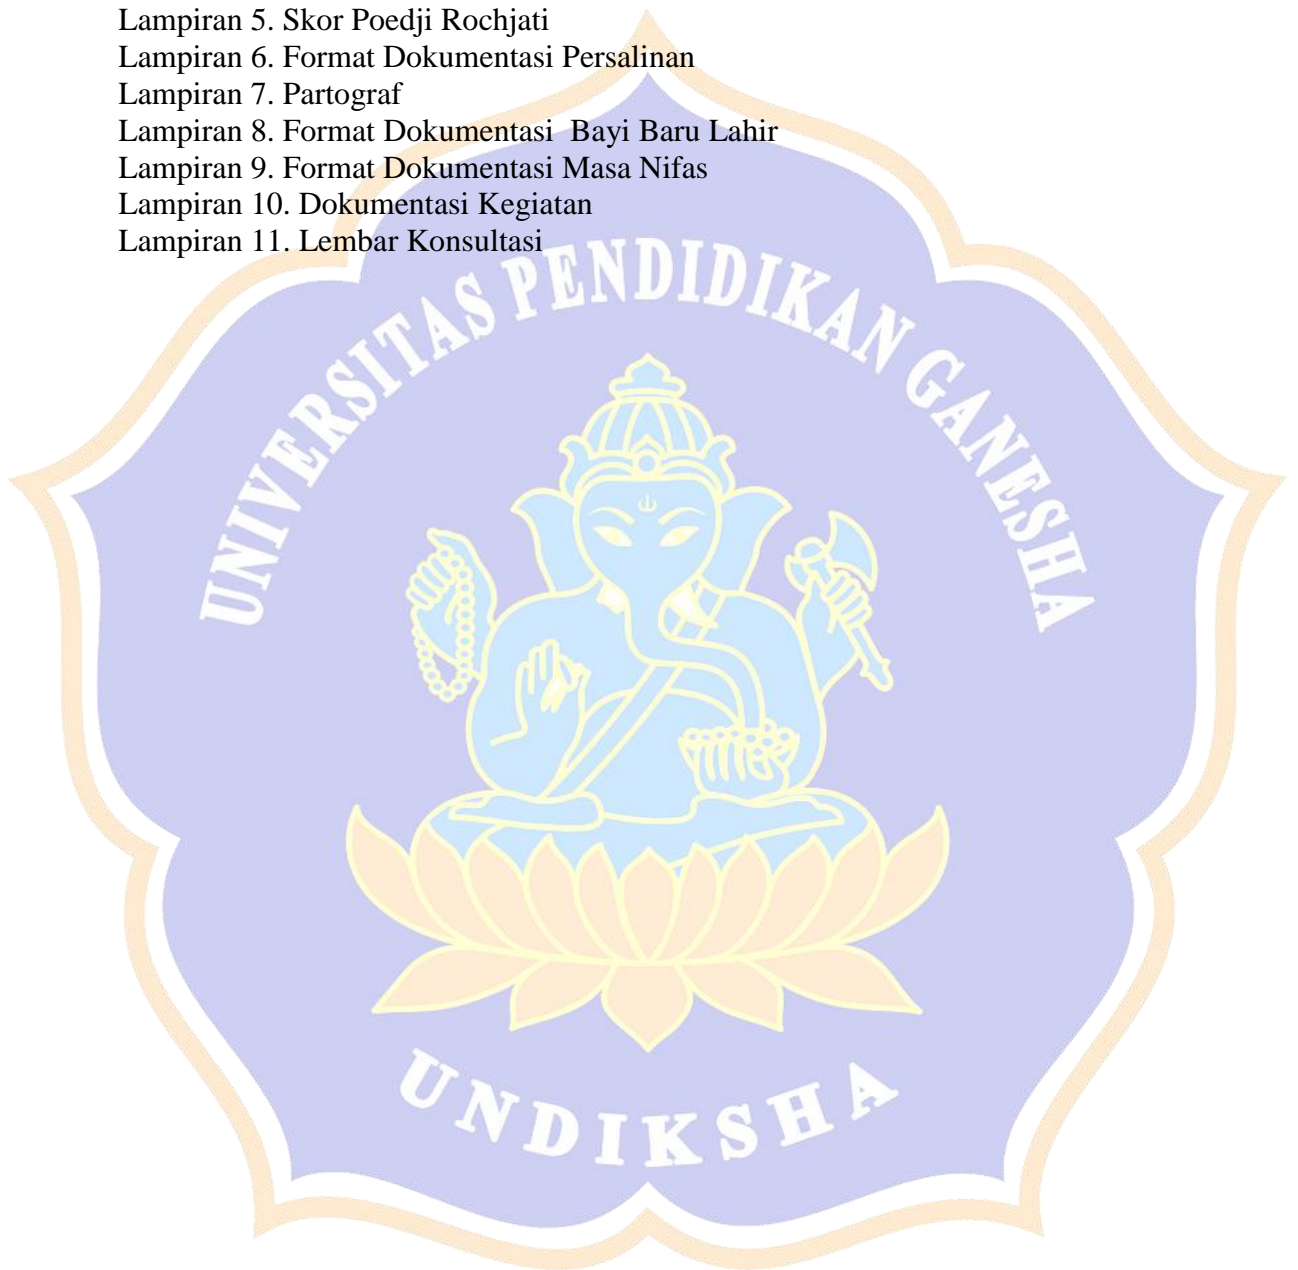 Lampiran 5. Skor Poedji Rochjati
Lampiran 6. Format Dokumentasi Persalinan
Lampiran 7. Partograf
Lampiran 8. Format Dokumentasi  Bayi Baru Lahir
Lampiran 9. Format Dokumentasi Masa Nifas
Lampiran 10. Dokumentasi Kegiatan
Lampiran 11. Lembar Konsultasi
UNIVERSITAS PENDIDIKAN GANESHA
UNDIKSHA